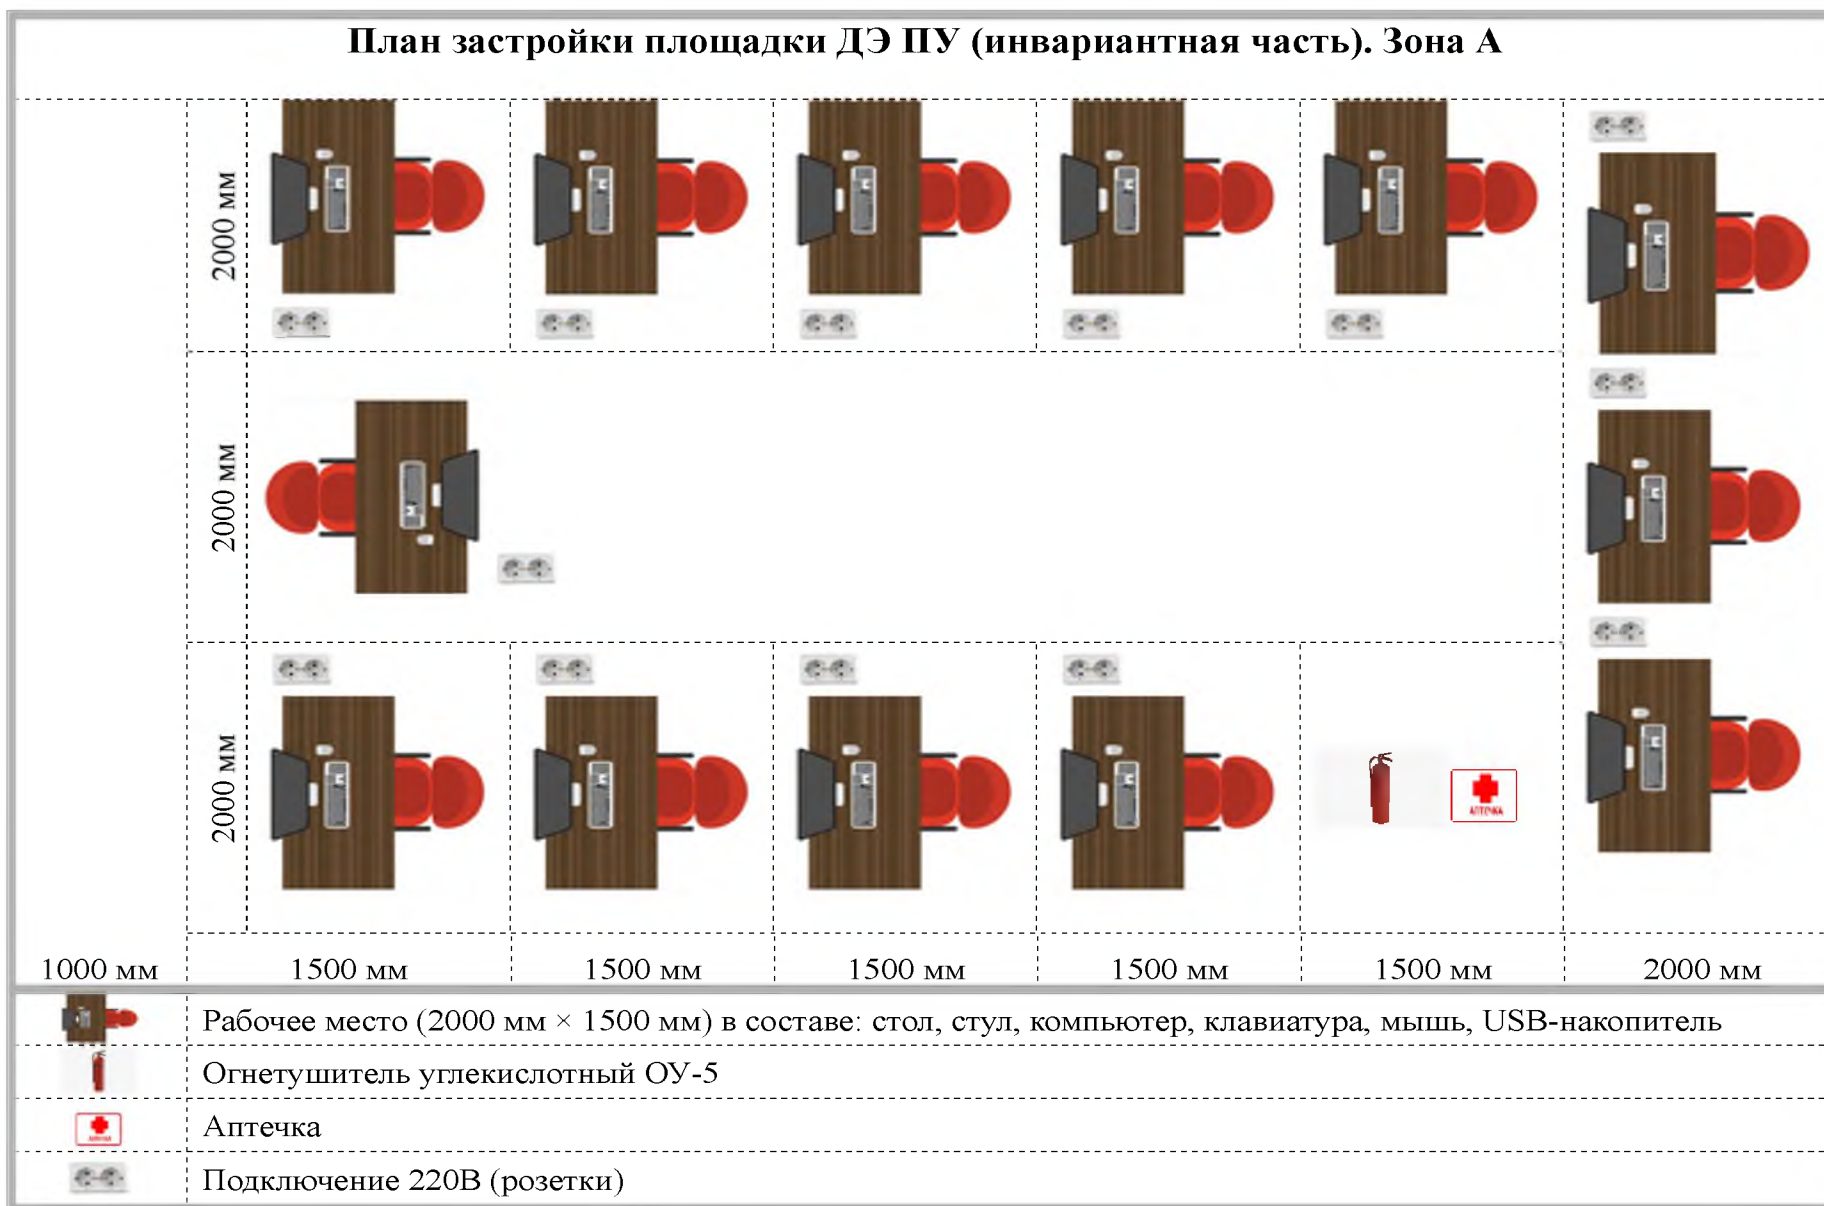 План застройки площадки ДЭ ПУ (инвариантная часть). Зона А
2000 мм
2000 мм
2000 мм
АПТЕЧКА
1000 мм
1500 мм
1500 мм
1500 мм
1500 мм
1500 мм
2000 мм
Рабочее место (2000 мм × 1500 мм) в составе: стол, стул, компьютер, клавиатура, мышь, USB-накопитель
Огнетушитель углекислотный ОУ-5
АПТЕЧКА
Аптечка
Подключение 220В (розетки)